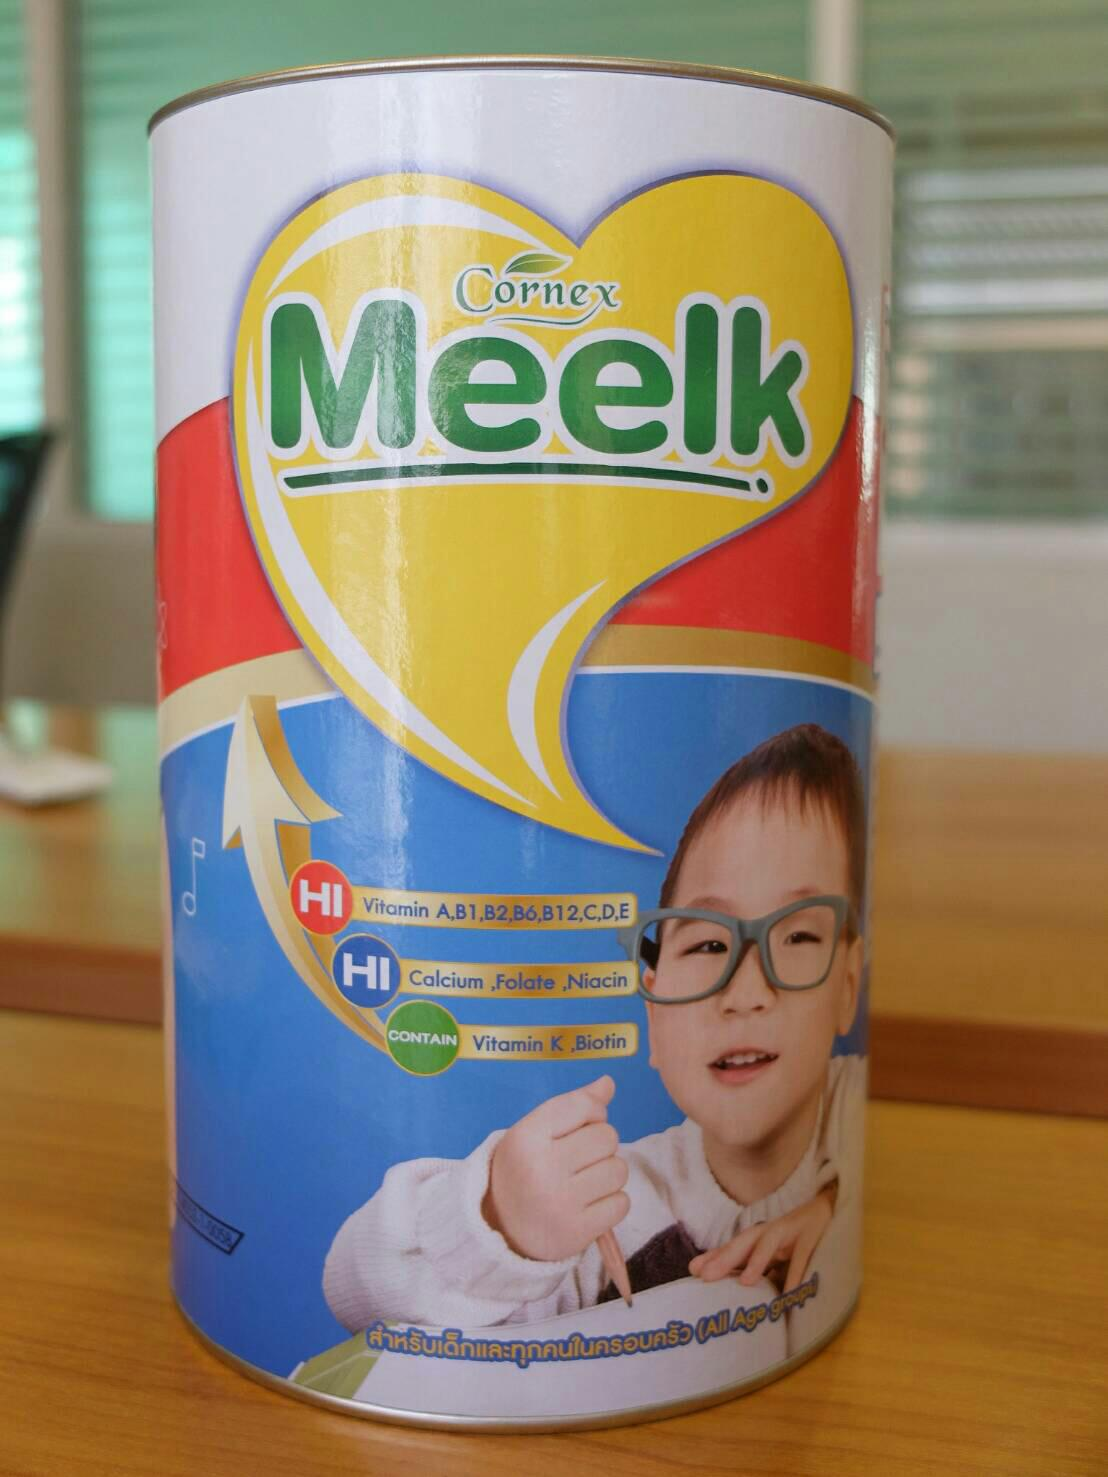 Cornex
Meelk
HI Vitamin A,B1,B2,B6,B12,C,D,E
HI Calcium ,Folate ,Niacin
CONTAIN Vitamin K ,Biotin
สำหรับเด็กและทุกคนในครอบครัว (All Age group)